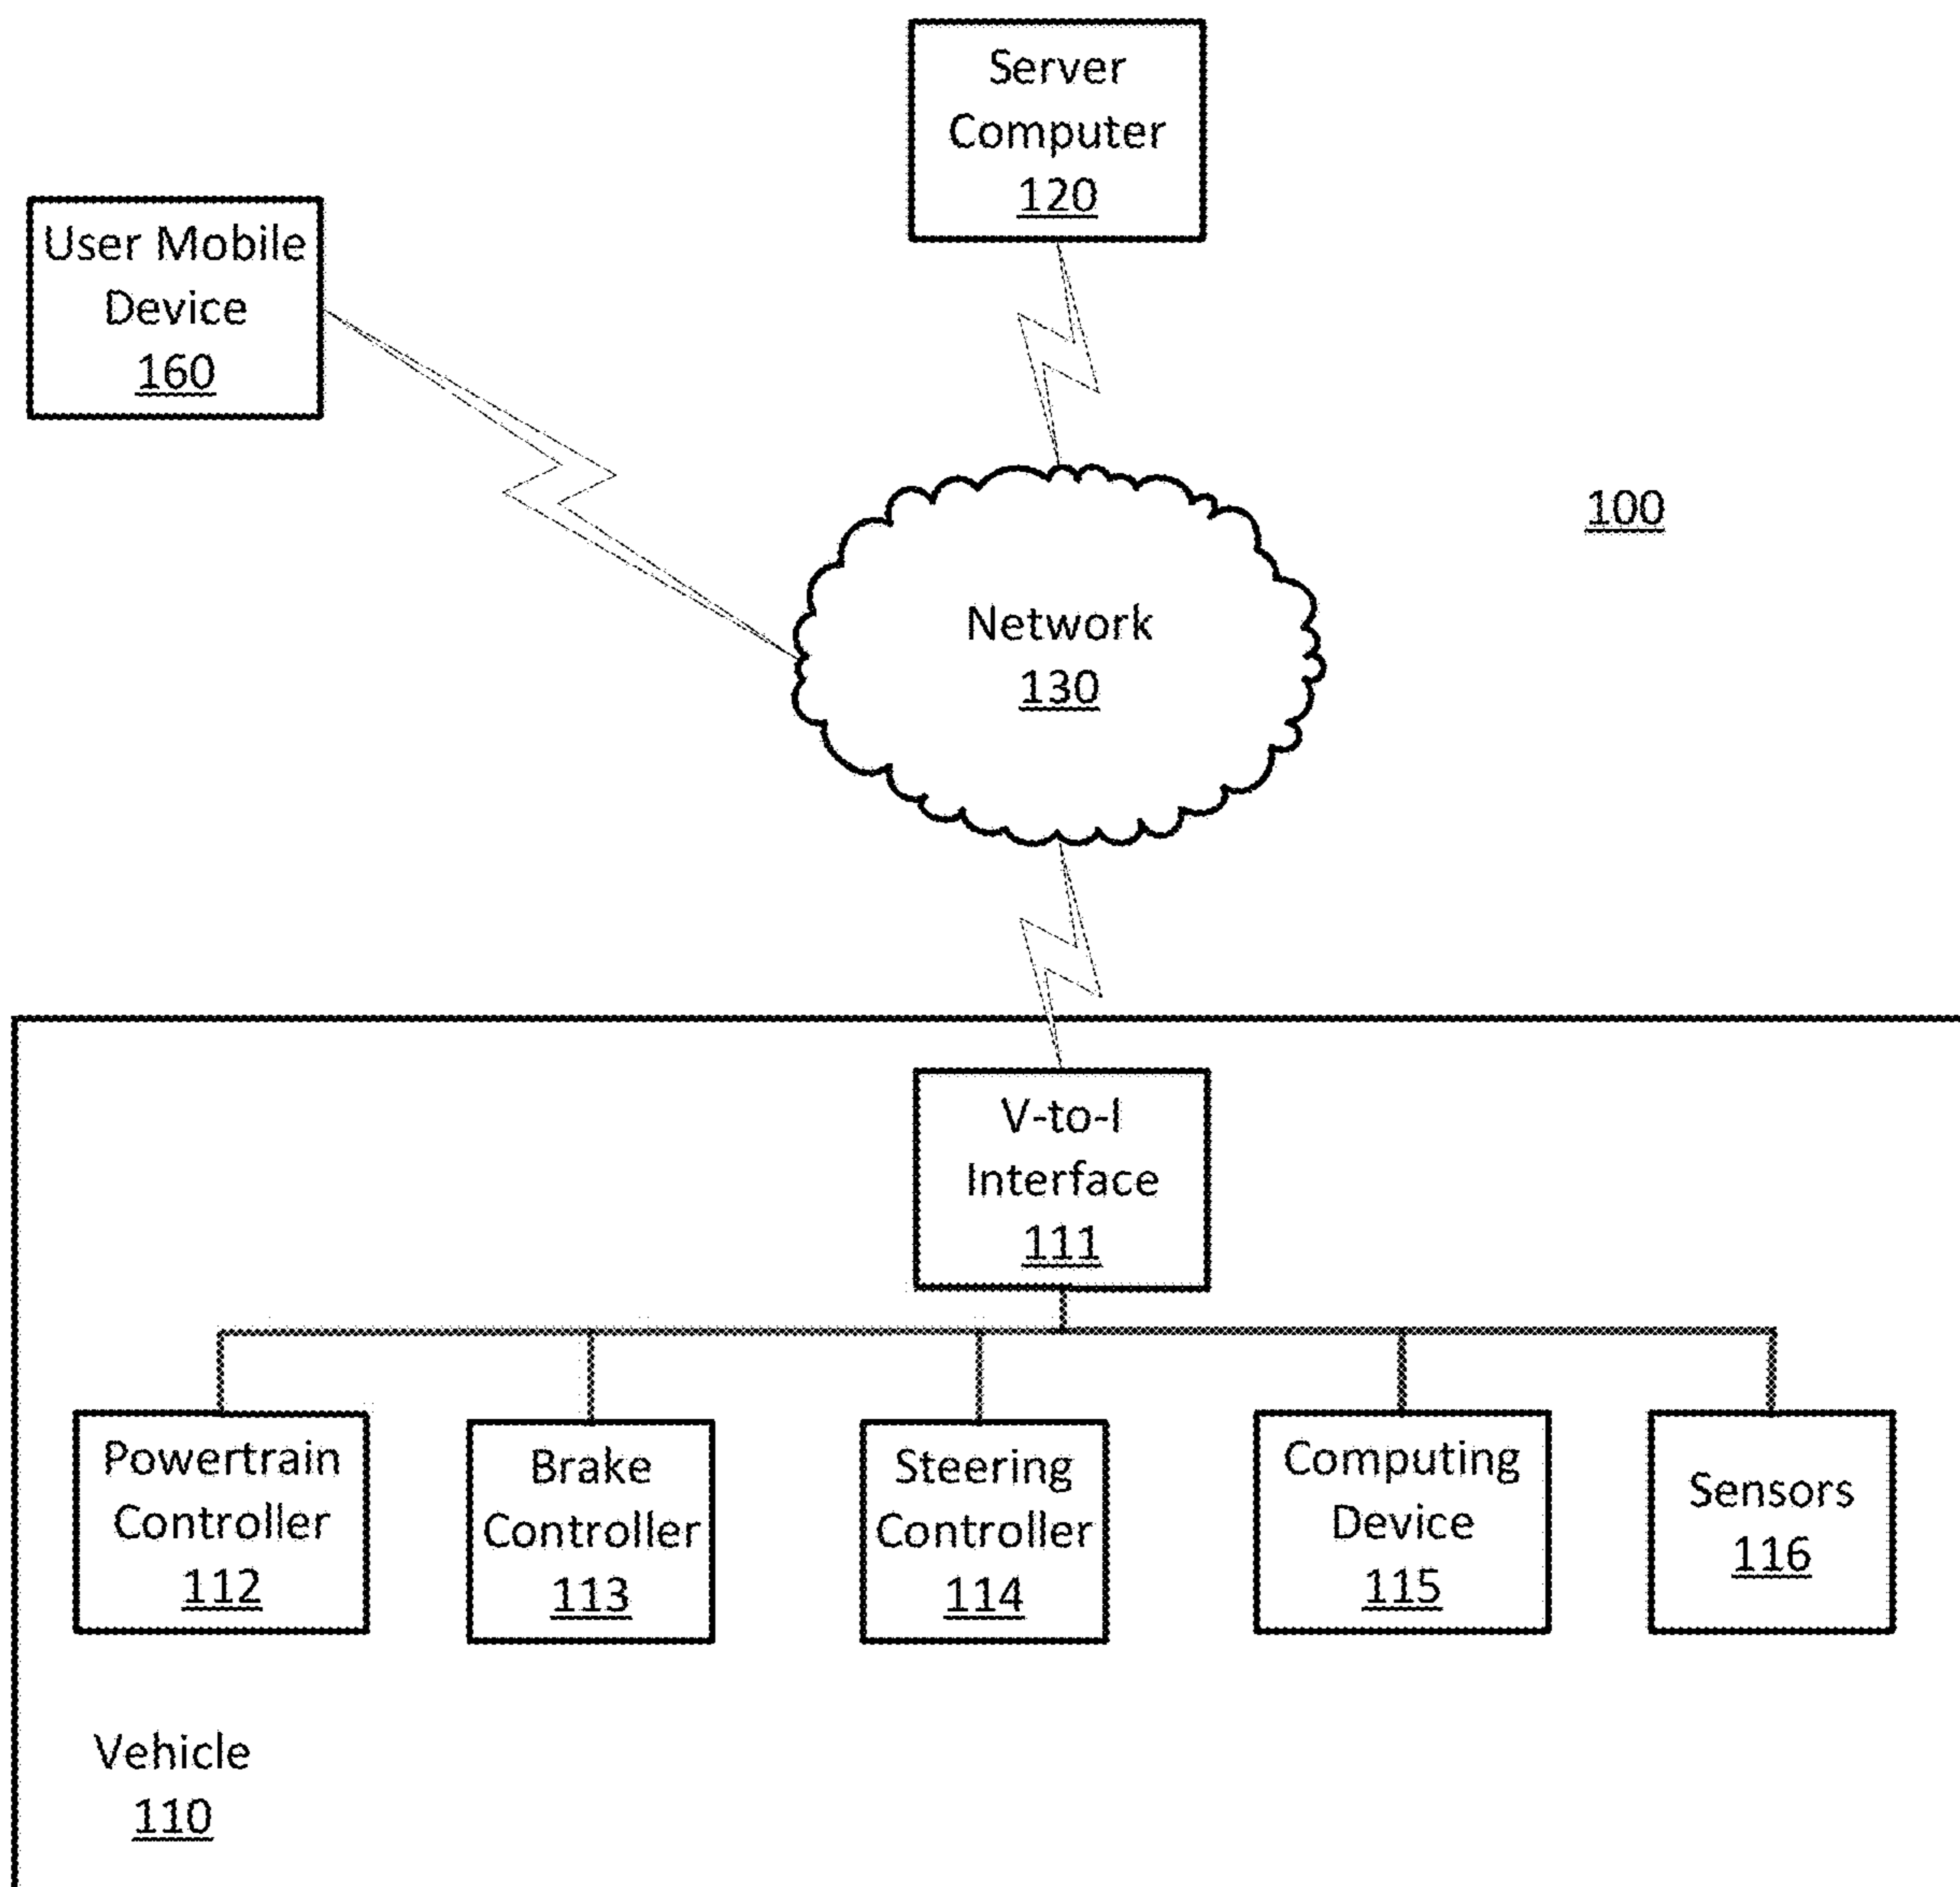 Server
Computer
120
User Mobile
Device
160
100
Network
130
V-to-I
Interface
111
Powertrain
Controller
112
Brake
Controller
113
Steering
Controller
114
Computing
Device
115
Sensors
116
Vehicle
110